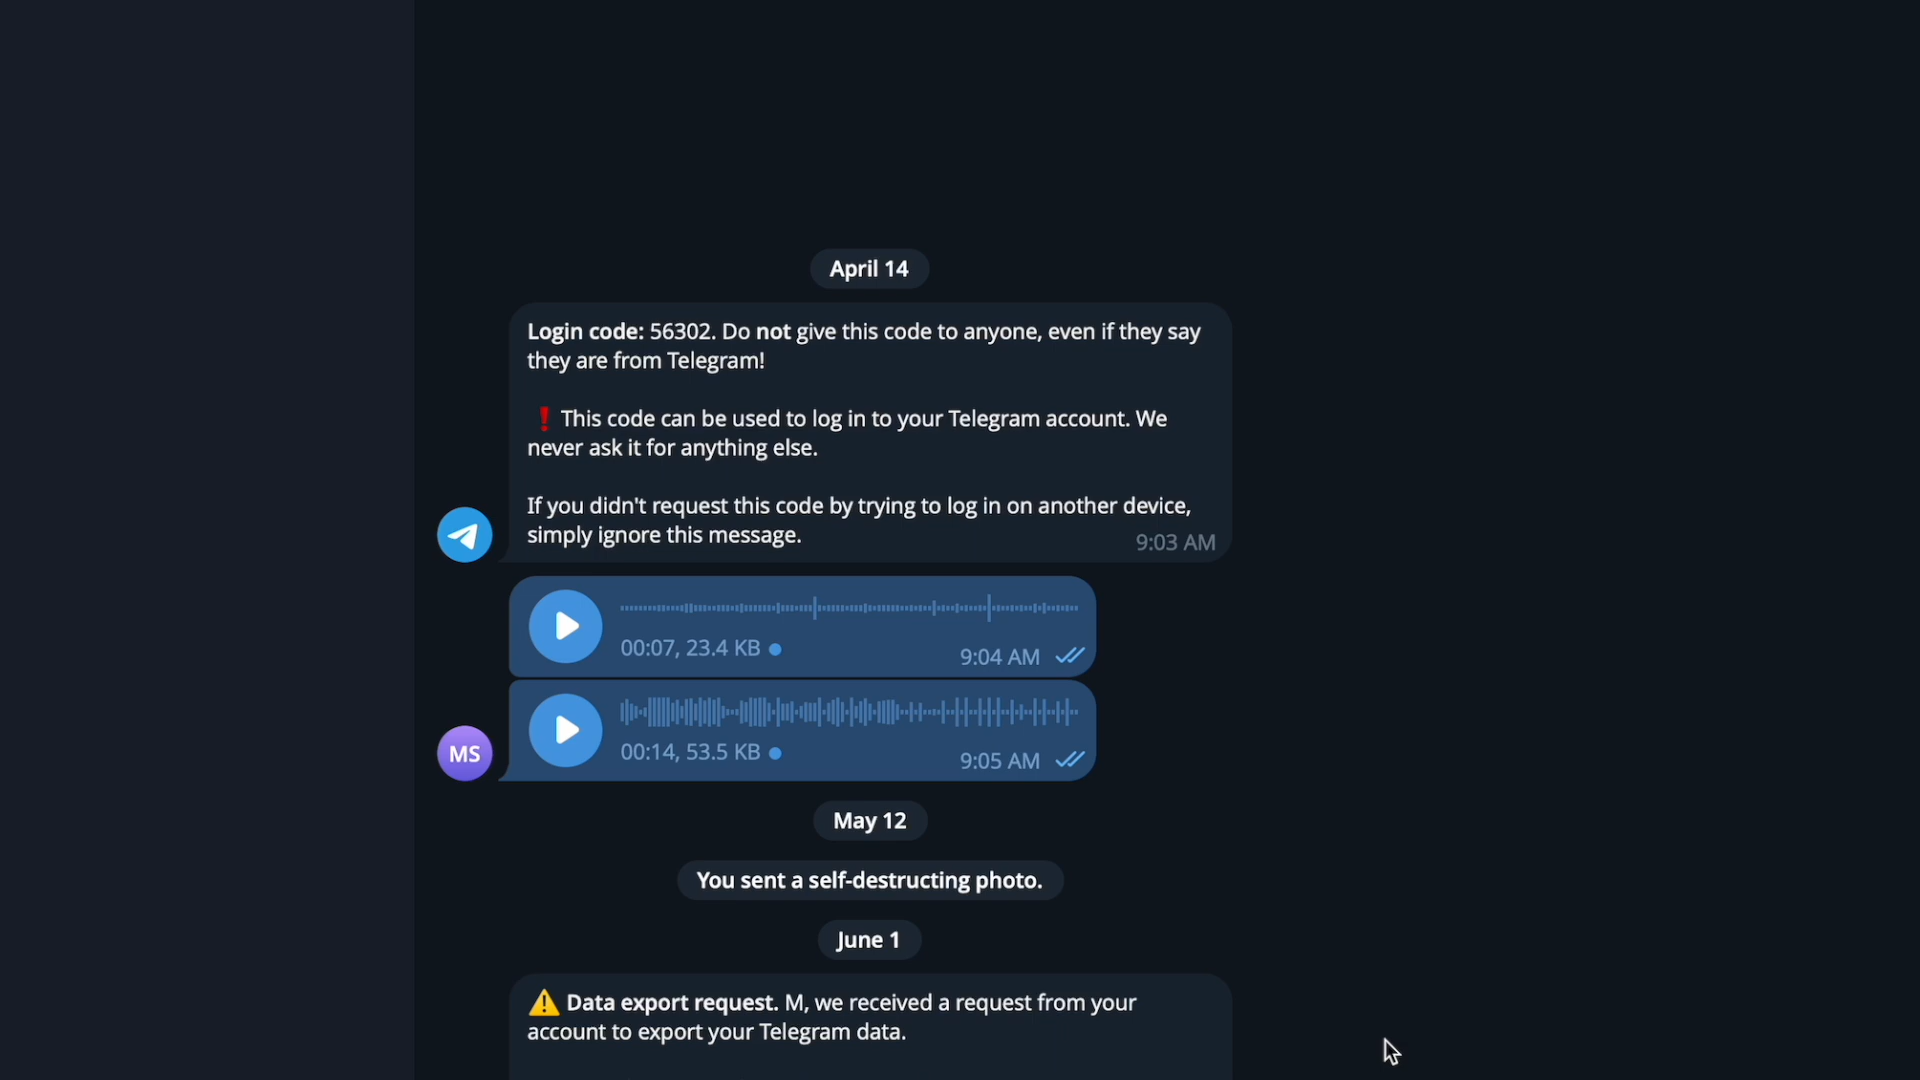 April 14
Login code: 56302. Do not give this code to anyone, even if they say
they are from Telegram!
❗ This code can be used to log in to your Telegram account. We
never ask it for anything else.
If you didn't request this code by trying to log in on another device,
simply ignore this message.
9:03 AM
00:07, 23.4 KB
9:04 AM
00:14, 53.5 KB
9:05 AM
MS
May 12
You sent a self-destructing photo.
June 1
⚠️ Data export request. M, we received a request from your
account to export your Telegram data.